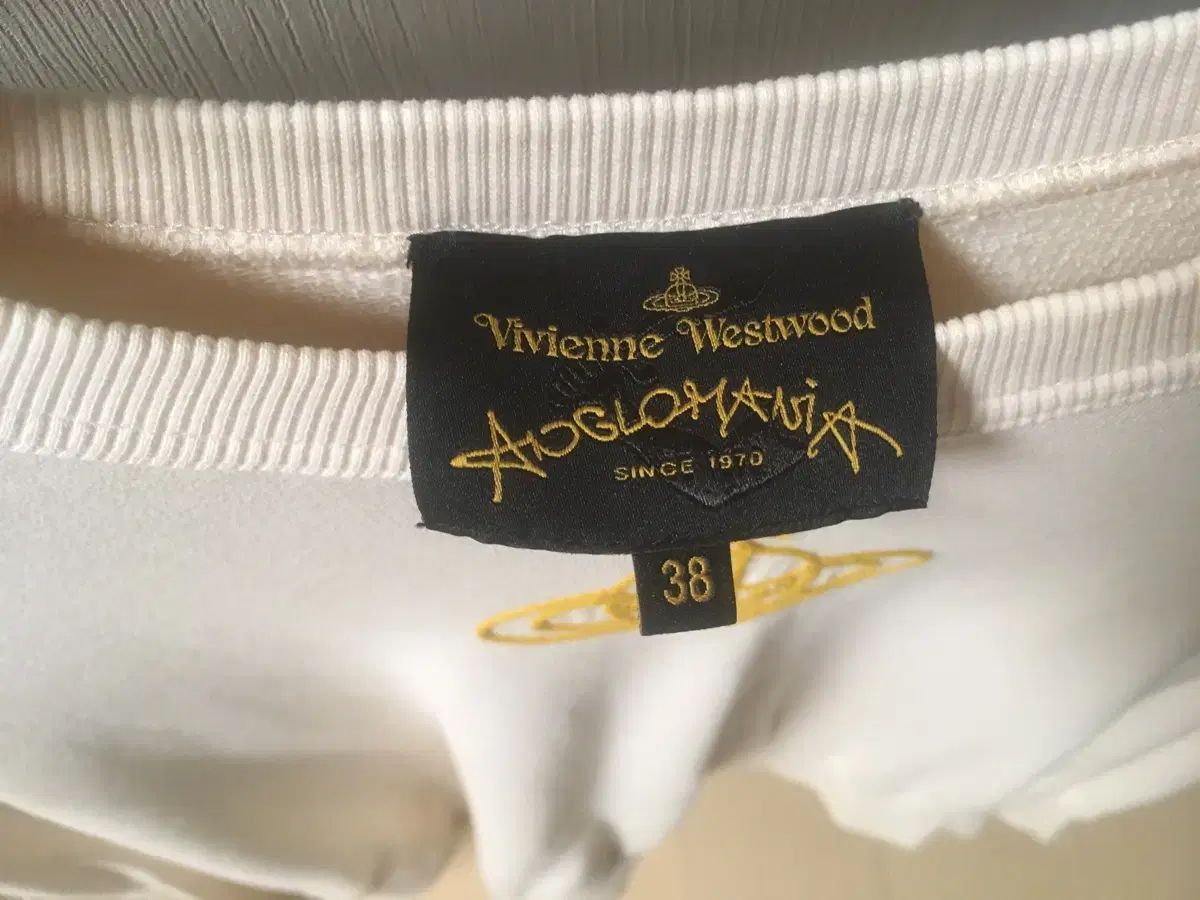 Vivienne Westwood
ANGLOMANiA
SINCE 1970
38